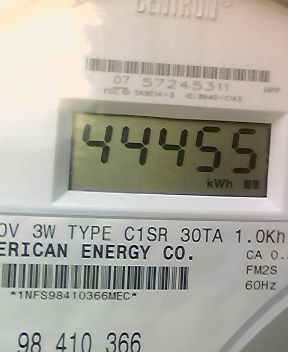 CENTRON
07 57245311
44455
kWh
0V 3W TYPE C1SR 30TA 1.0Kh
ERICAN ENERGY CO.
CA 0.
FM2S
*1NFS98410366MEC*
60Hz
98 410 366